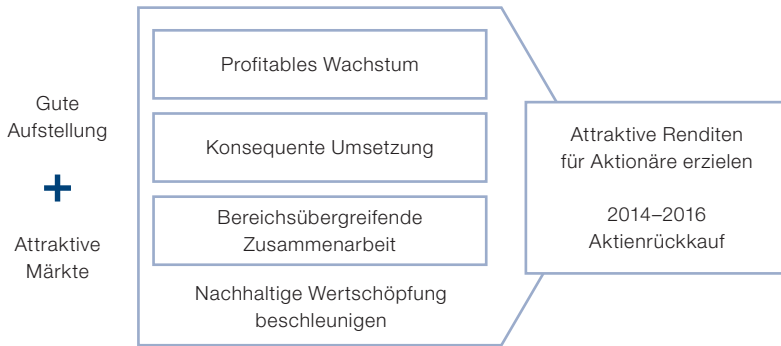 Gute
Aufstellung
+
Attraktive
Märkte
Profitables Wachstum
Konsequente Umsetzung
Bereichsübergreifende
Zusammenarbeit
Nachhaltige Wertschöpfung
beschleunigen
Attraktive Renditen
für Aktionäre erzielen
2014–2016
Aktienrückkauf